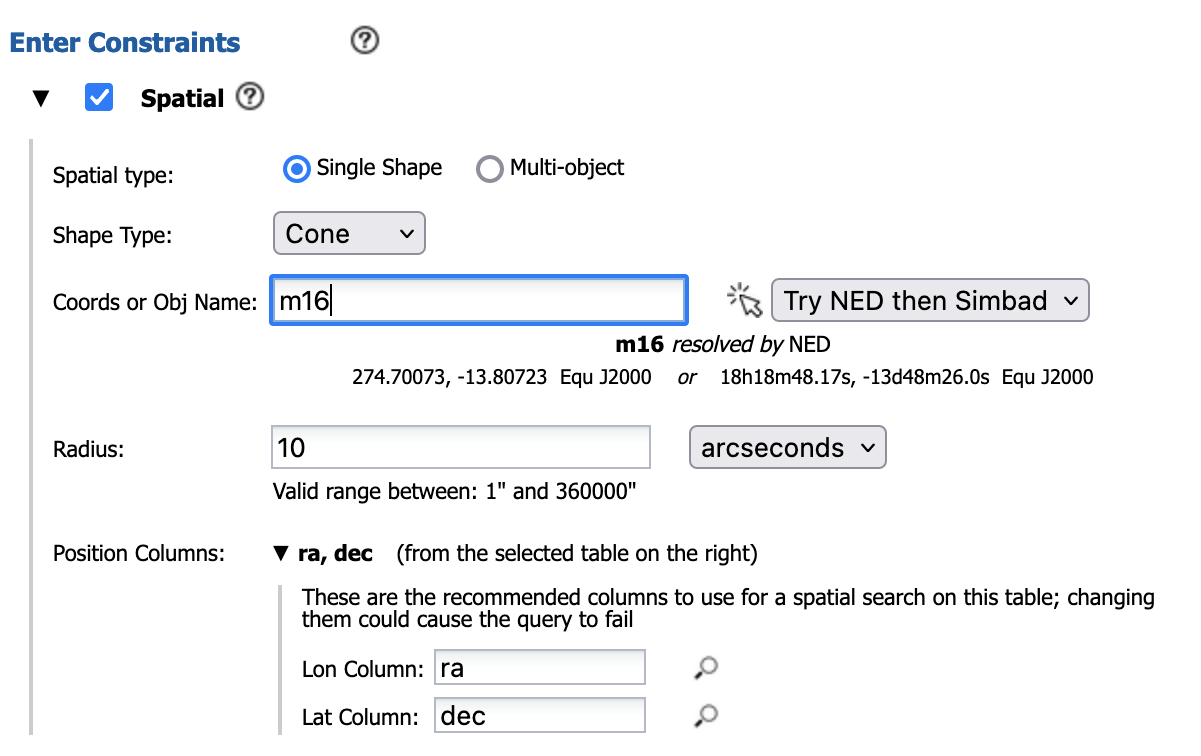 Enter Constraints ?
▼ Spatial ?
Spatial type: Single Shape Multi-object
Shape Type: Cone
Coords or Obj Name: m16 Try NED then Simbad
m16 resolved by NED
274.70073, -13.80723 Equ J2000 or 18h18m48.17s, -13d48m26.0s Equ J2000
Radius: 10 arcseconds
Valid range between: 1" and 360000"
Position Columns: ▼ ra, dec (from the selected table on the right)
These are the recommended columns to use for a spatial search on this table; changing
them could cause the query to fail
Lon Column: ra
Lat Column: dec